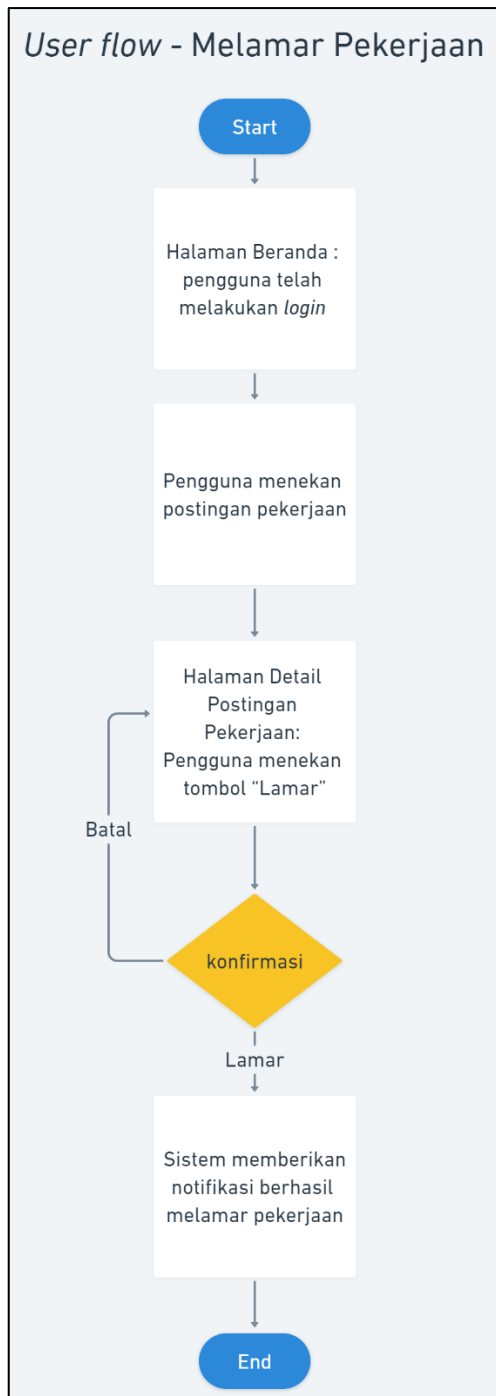 User flow - Melamar Pekerjaan
Start
Halaman Beranda :
pengguna telah
melakukan login
Pengguna menekan
postingan pekerjaan
Halaman Detail
Postingan
Pekerjaan:
Pengguna menekan
tombol “Lamar”
Batal
konfirmasi
Lamar
Sistem memberikan
notifikasi berhasil
melamar pekerjaan
End